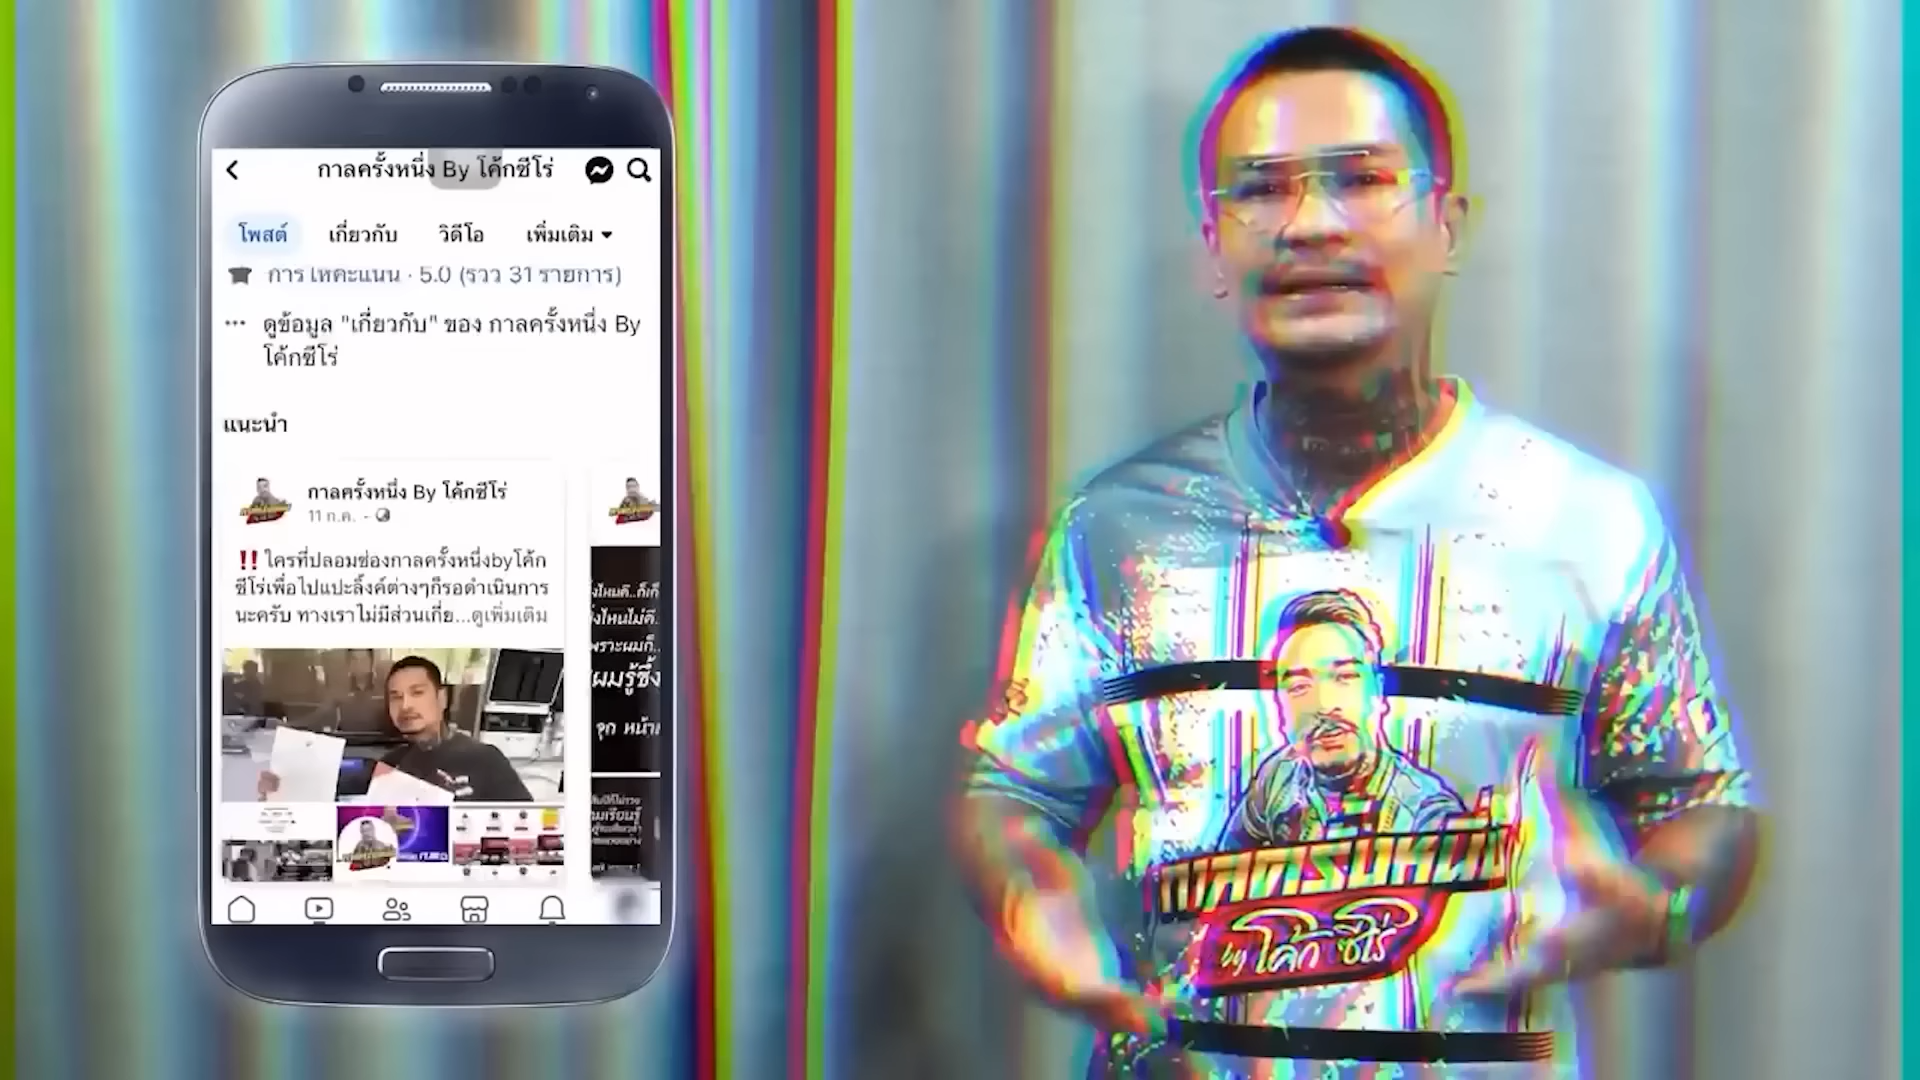 กาลครั้งหนึ่ง By โค้กซีโร่
โพสต์ เกี่ยวกับ วิดีโอ เพิ่มเติม
5.0 (รีวิว 31 รายการ)
ดูข้อมูล "เกี่ยวกับ" ของ กาลครั้งหนึ่ง By
โค้กซีโร่
แนะนำ
กาลครั้งหนึ่ง By โค้กซีโร่
11 ก.ค.
!! ใครที่ปลอมช่องกาลครั้งหนึ่งbyโค้ก
ซีโร่เพื่อไปแปะลิ้งค์ต่างๆก็รอดำเนินการ
นะครับ ทางเราไม่มีส่วนเกี่ย...ดูเพิ่มเติม
กาลครั้งหนึ่ง
by โค้ก ซีโร่